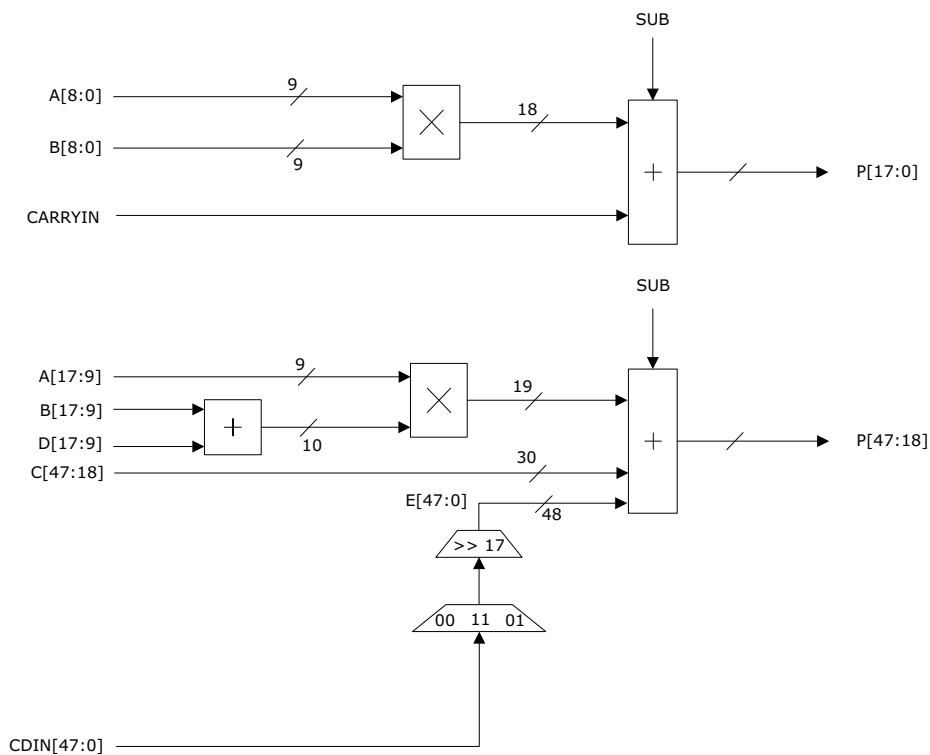 SUB
A[8:0]
9
18
B[8:0]
9
+
P[17:0]
CARRYIN
SUB
A[17:9]
9
19
B[17:9]
+
10
D[17:9]
+
P[47:18]
C[47:18]
30
E[47:0]
48
>> 17
00 11 01
CDIN[47:0]